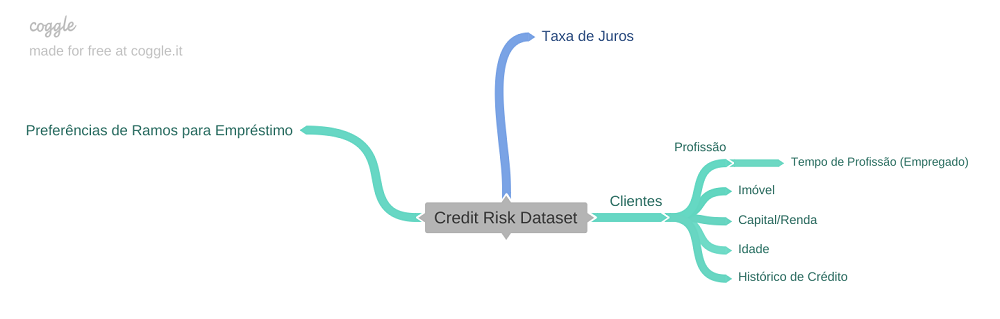 coggle
made for free at coggle.it
Taxa de Juros
Preferências de Ramos para Empréstimo
Credit Risk Dataset
Clientes
Profissão
Tempo de Profissão (Empregado)
Imóvel
Capital/Renda
Idade
Histórico de Crédito